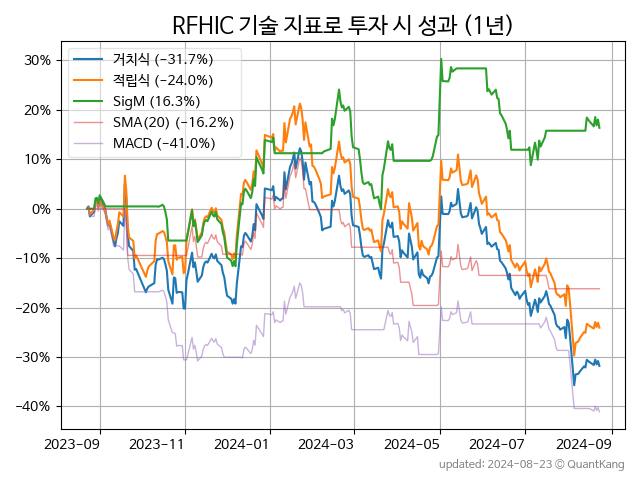 RFHIC 기술 지표로 투자 시 성과 (1년)
거치식 (−31.7%)
적립식 (−24.0%)
SigM (16.3%)
SMA(20) (−16.2%)
MACD (−41.0%)
30%
20%
10%
0%
−10%
−20%
−30%
−40%
2023-09 2023-11 2024-01 2024-03 2024-05 2024-07 2024-09
updated: 2024-08-23 © QuantKang